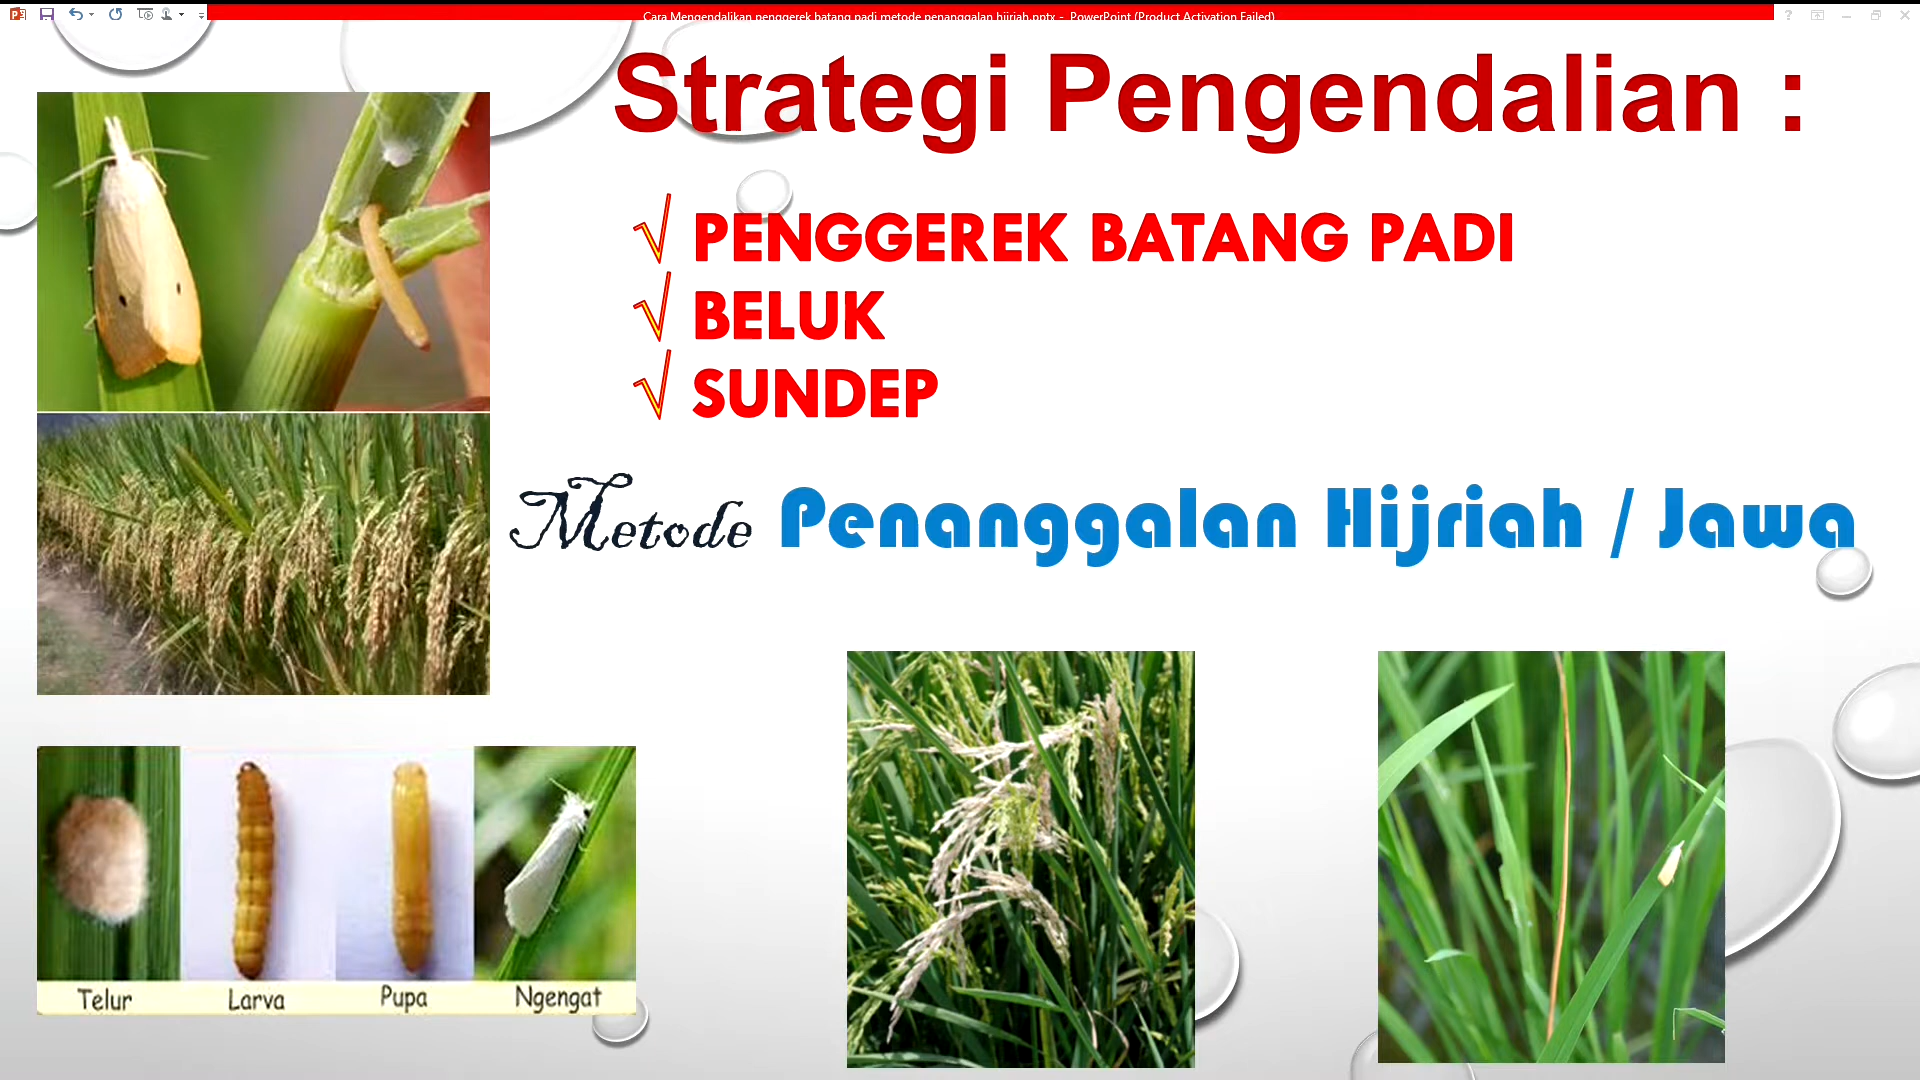 Cara Mengendalikan penggerek batang padi metode penanggalan hijriah.pptx - PowerPoint (Product Activation Failed)
Strategi Pengendalian :
√ PENGGEREK BATANG PADI
√ BELUK
√ SUNDEP
Metode Penanggalan Hijriah / Jawa
Telur Larva Pupa Ngengat